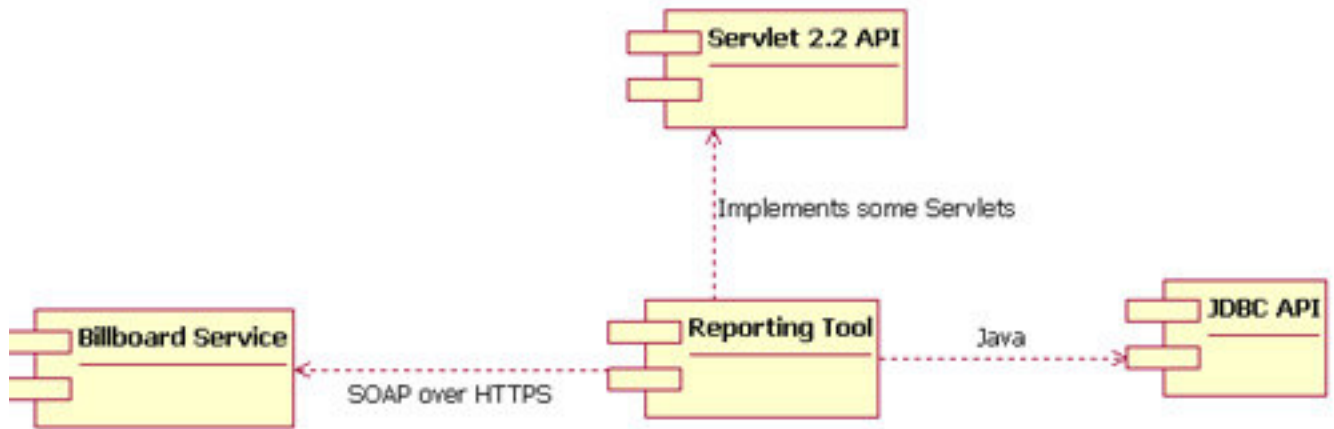 Servlet 2.2 API
Implements some Servlets
Billboard Service
SOAP over HTTPS
Reporting Tool
Java
JDBC API